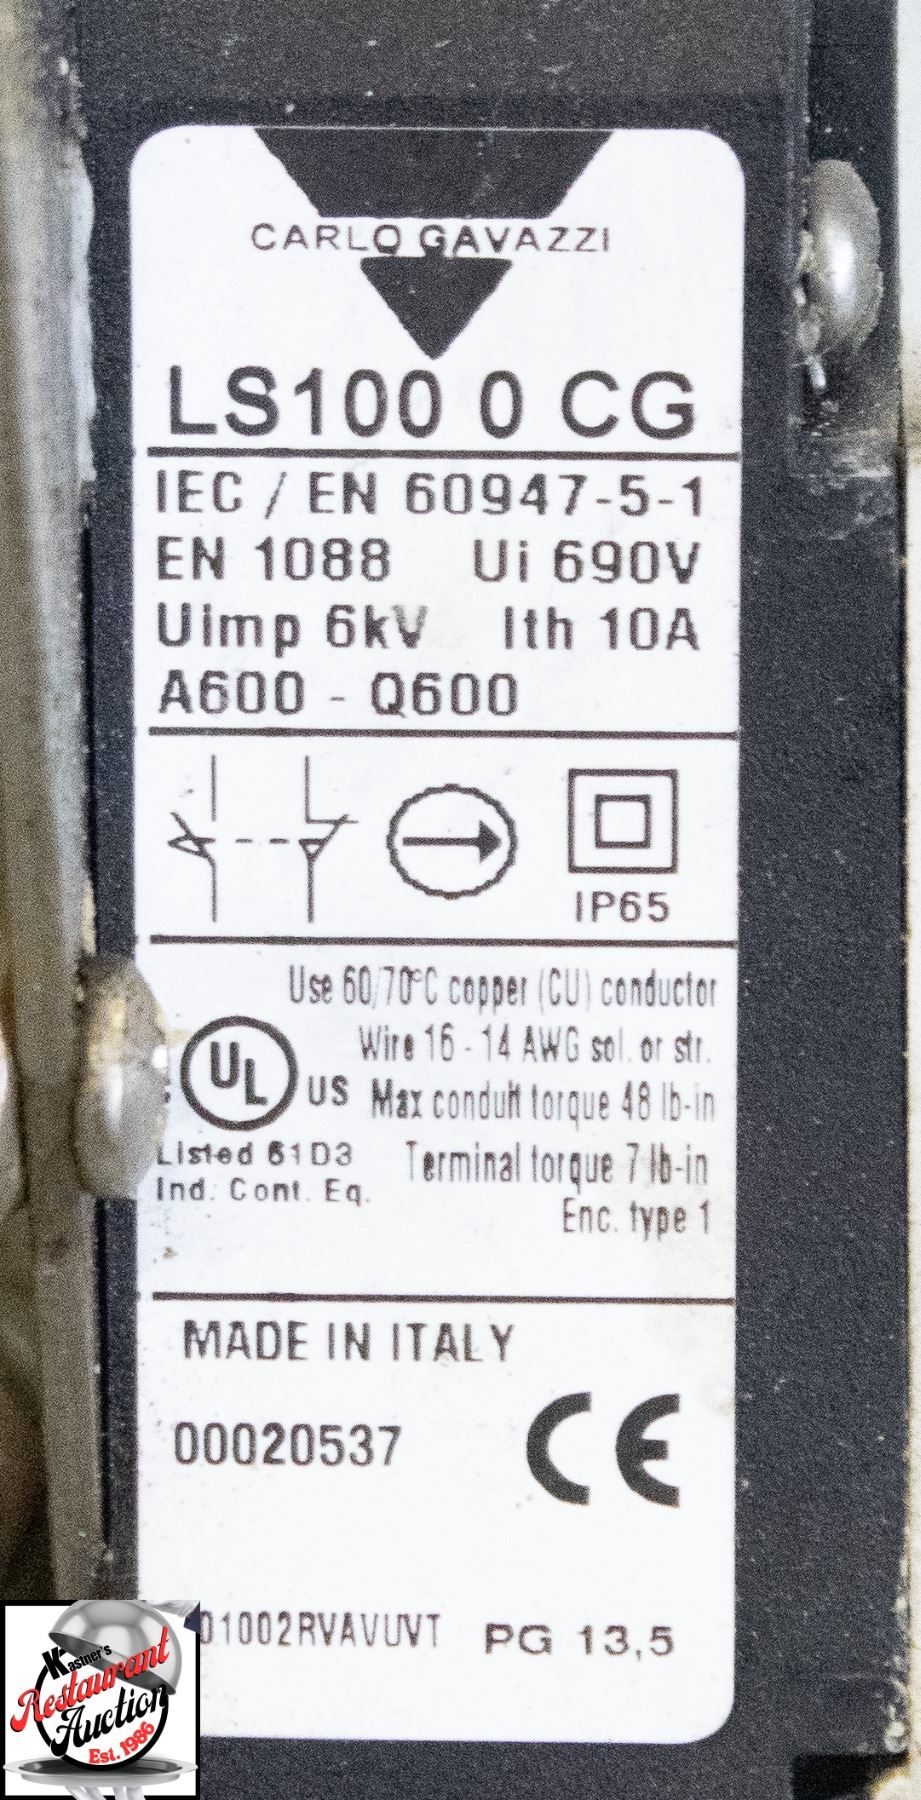 CARLO GAVAZZI
LS100 0 CG
IEC / EN 60947-5-1
EN 1088 Ui 690V
Uimp 6kV Ith 10A
A600 - Q600
IP65
Use 60/70°C copper (CU) conductor
Wire 16 - 14 AWG sol. or str.
Max conduit torque 48 lb-in
Terminal torque 7 lb-in
Enc. type 1
UL US
Listed 61D3
Ind. Cont. Eq.
MADE IN ITALY
00020537
CE
01002RVAVUVT PG 13,5
Kastner's
Restaurant
Auction
Est. 1986